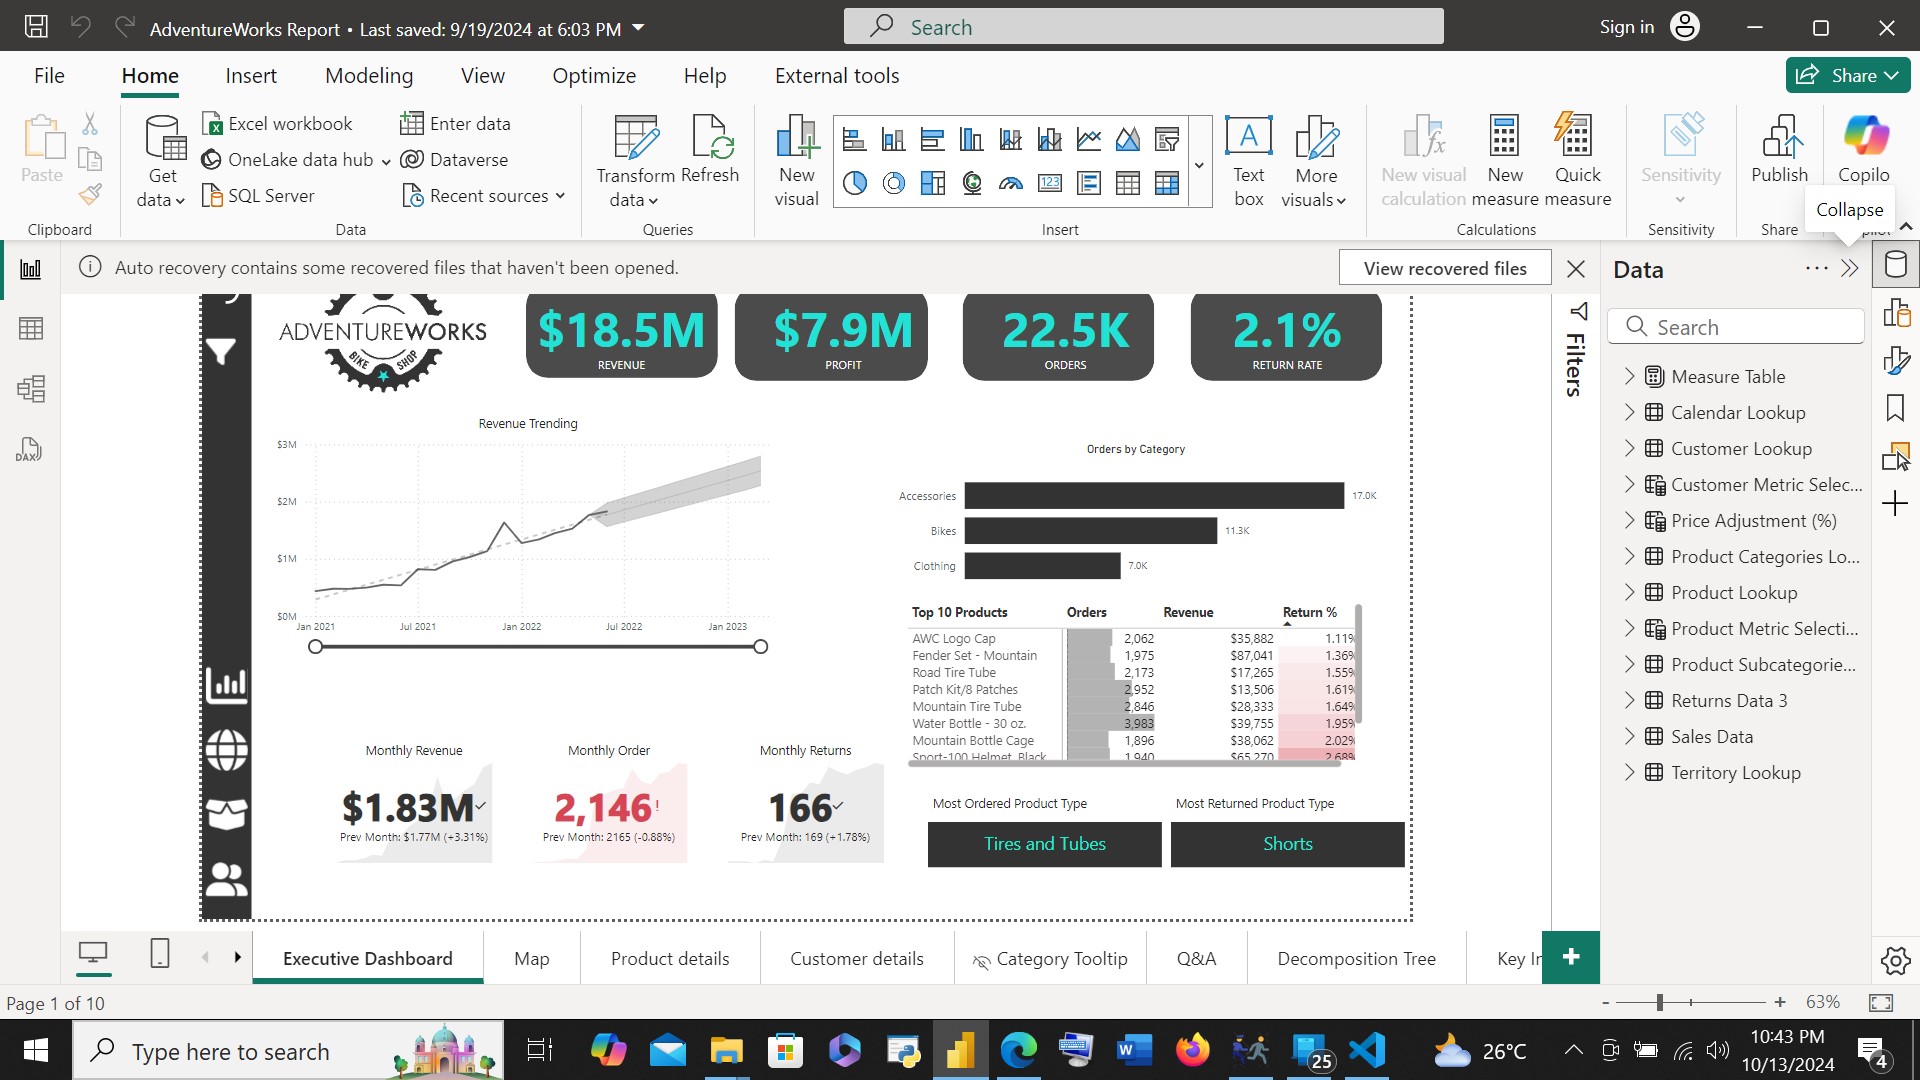 AdventureWorks Report • Last saved: 9/19/2024 at 6:03 PM
Search
Sign in
File Home Insert Modeling View Optimize Help External tools
Share
Paste
Clipboard
Get data
Excel workbook
OneLake data hub
SQL Server
Enter data
Dataverse
Recent sources
Data
Transform data
Refresh
Queries
New visual
123
A
Text box
More visuals
Insert
New visual calculation
New measure
Quick measure
Calculations
Sensitivity
Sensitivity
Publish
Share
Copilo
Collapse
Auto recovery contains some recovered files that haven't been opened.
View recovered files
DAX
ADVENTUREWORKS
BIKE SHOP
$18.5M
REVENUE
$7.9M
PROFIT
22.5K
ORDERS
2.1%
RETURN RATE
Revenue Trending
$3M
$2M
$1M
$0M
Jan 2021 Jul 2021 Jan 2022 Jul 2022 Jan 2023
Orders by Category
Accessories 17.0K
Bikes 11.3K
Clothing 7.0K
Top 10 Products Orders Revenue Return %
AWC Logo Cap 2,062 $35,882 1.11%
Fender Set - Mountain 1,975 $87,041 1.36%
Road Tire Tube 2,173 $17,265 1.55%
Patch Kit/8 Patches 2,952 $13,506 1.61%
Mountain Tire Tube 2,846 $28,333 1.64%
Water Bottle - 30 oz. 3,983 $39,755 1.95%
Mountain Bottle Cage 1,896 $38,062 2.02%
Sport-100 Helmet, Black 1,940 $65,270 2.68%
Monthly Revenue
$1.83M
Prev Month: $1.77M (+3.31%)
Monthly Order
2,146!
Prev Month: 2165 (-0.88%)
Monthly Returns
166
Prev Month: 169 (+1.78%)
Most Ordered Product Type
Tires and Tubes
Most Returned Product Type
Shorts
Filters
Data
Search
Measure Table
Calendar Lookup
Customer Lookup
Customer Metric Selec...
Price Adjustment (%)
Product Categories Lo...
Product Lookup
Product Metric Selecti...
Product Subcategorie...
Returns Data 3
Sales Data
Territory Lookup
Executive Dashboard Map Product details Customer details Category Tooltip Q&A Decomposition Tree Key In
Page 1 of 10
63%
Type here to search
25
26°C
10:43 PM
10/13/2024
4